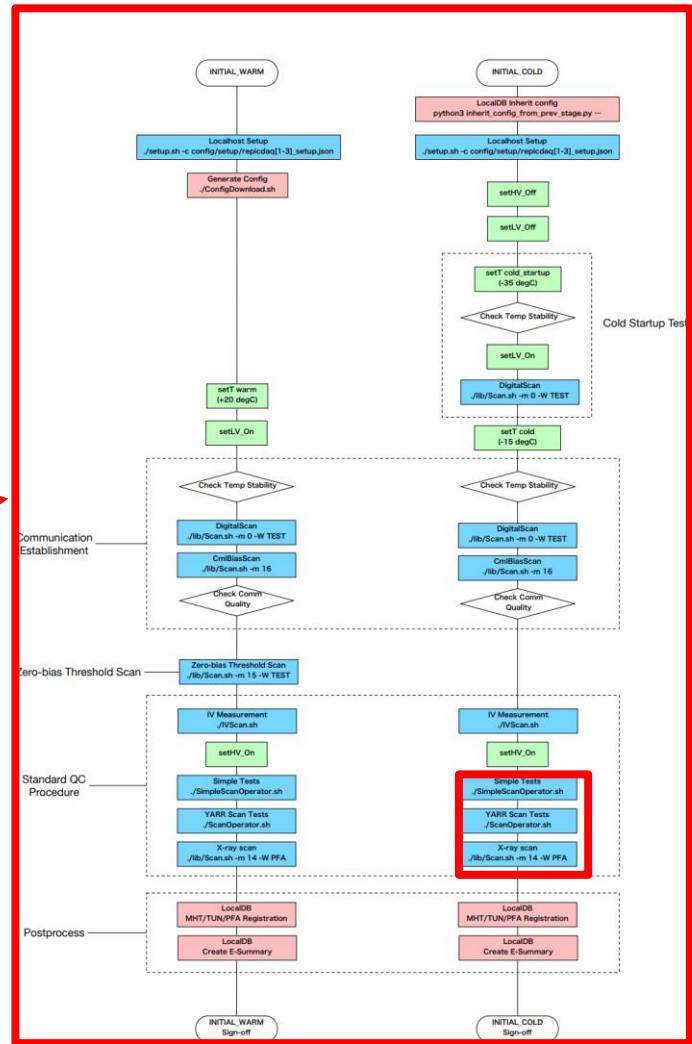 INITIAL_WARM
Localhost Setup
./setup.sh -c config/setup/repicdaq[1-3]_setup.json
Generate Config
./ConfigDownload.sh
setT warm
(+20 degC)
setLV_On
Check Temp Stability
DigitalScan
./lib/Scan.sh -m 0 -W TEST
CmlBiasScan
./lib/Scan.sh -m 16
Check Comm
Quality
Zero-bias Threshold Scan
./lib/Scan.sh -m 15 -W TEST
IV Measurement
./IVScan.sh
setHV_On
Simple Tests
./SimpleScanOperator.sh
YARR Scan Tests
./ScanOperator.sh
X-ray scan
./lib/Scan.sh -m 14 -W PFA
LocalDB
MHT/TUN/PFA Registration
LocalDB
Create E-Summary
INITIAL_WARM
Sign-off
INITIAL_COLD
LocalDB Inherit config
python3 inherit_config_from_prev_stage.py ...
Localhost Setup
./setup.sh -c config/setup/repicdaq[1-3]_setup.json
setHV_Off
setLV_Off
setT cold_startup
(-35 degC)
Check Temp Stability
setLV_On
DigitalScan
./lib/Scan.sh -m 0 -W TEST
Cold Startup Test
setT cold
(-15 degC)
Check Temp Stability
DigitalScan
./lib/Scan.sh -m 0 -W TEST
CmlBiasScan
./lib/Scan.sh -m 16
Check Comm
Quality
IV Measurement
./IVScan.sh
setHV_On
Simple Tests
./SimpleScanOperator.sh
YARR Scan Tests
./ScanOperator.sh
X-ray scan
./lib/Scan.sh -m 14 -W PFA
LocalDB
MHT/TUN/PFA Registration
LocalDB
Create E-Summary
INITIAL_COLD
Sign-off
Communication
Establishment
Zero-bias Threshold Scan
Standard QC
Procedure
Postprocess